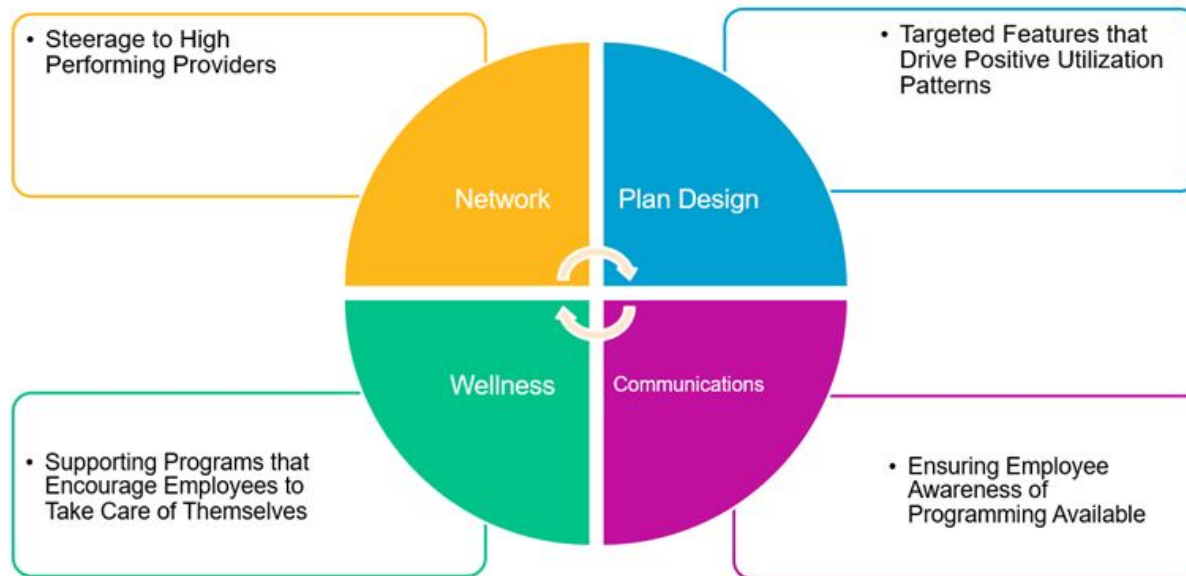 • Steerage to High
Performing Providers
• Targeted Features that
Drive Positive Utilization
Patterns
Network
Plan Design
Wellness
Communications
• Supporting Programs that
Encourage Employees to
Take Care of Themselves
• Ensuring Employee
Awareness of
Programming Available